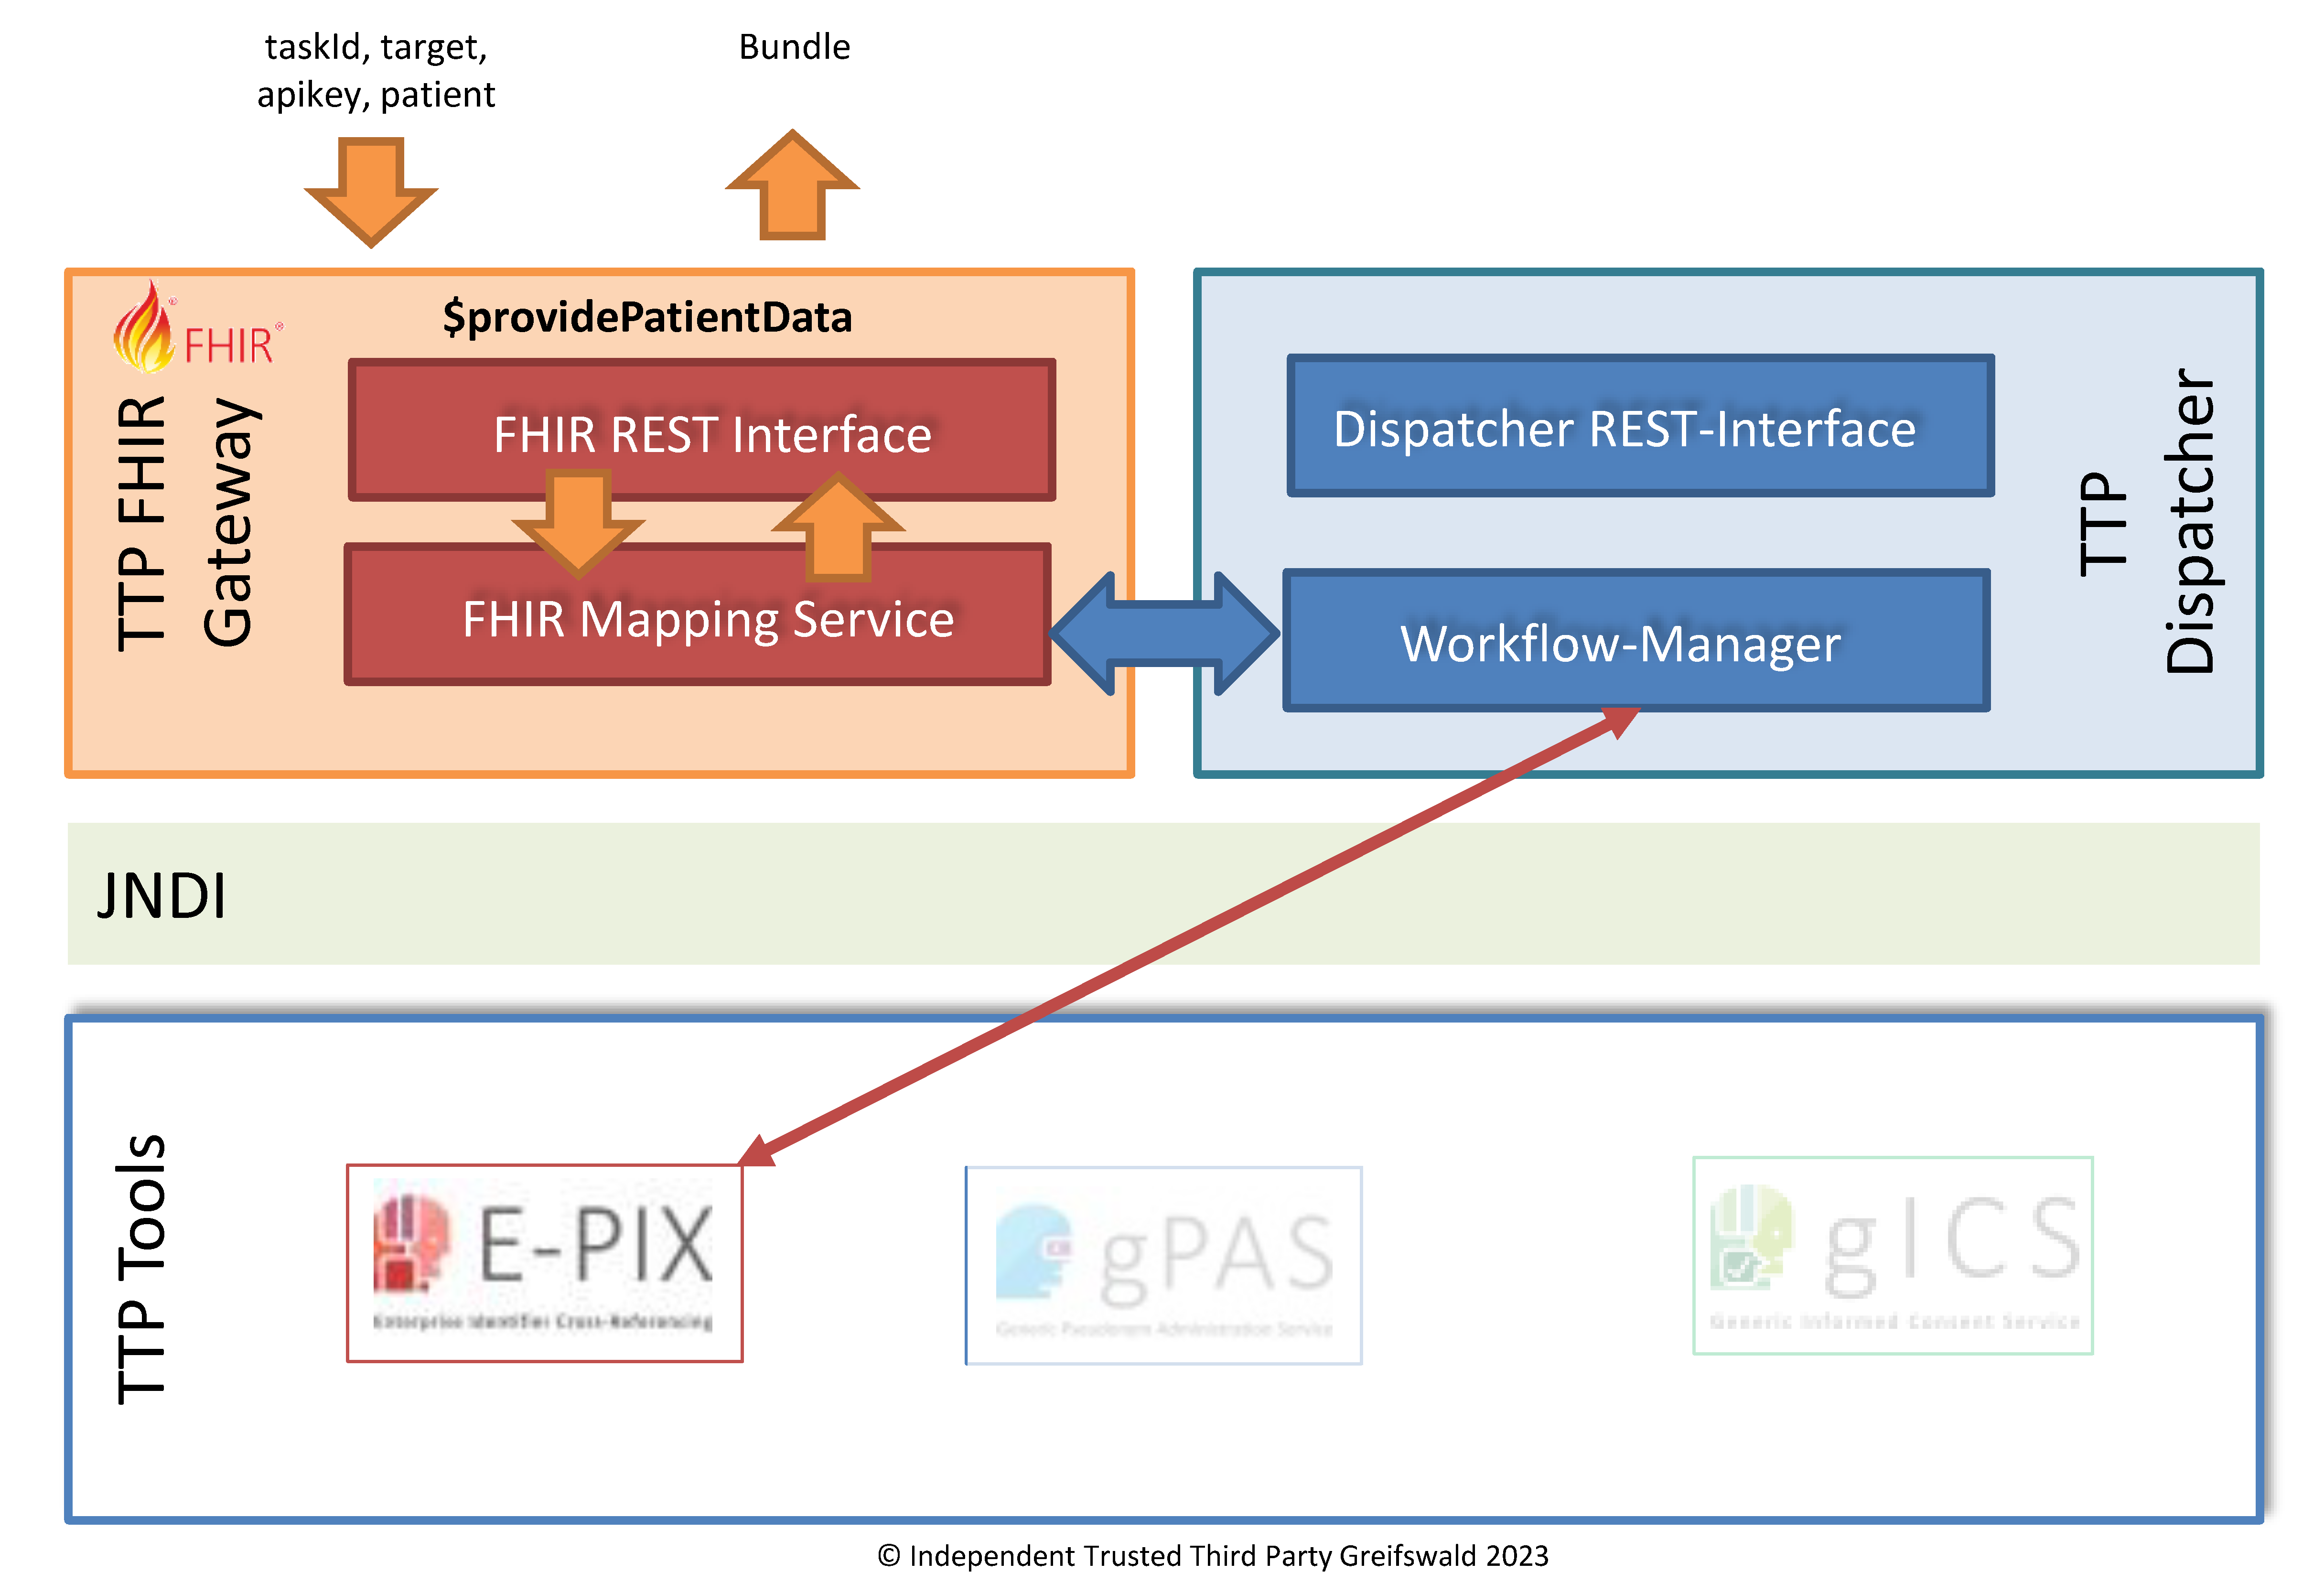 taskId, target,
apikey, patient
Bundle
FHIR®
$providePatientData
TTP FHIR
Gateway
FHIR REST Interface
FHIR Mapping Service
Dispatcher REST-Interface
Workflow-Manager
TTP
Dispatcher
JNDI
TTP Tools
E-PIX
Enterprise Identifier Cross-Referencing
gPAS
Generic Pseudonym Administration Service
gICS
Generic Informed Consent Service
© Independent Trusted Third Party Greifswald 2023